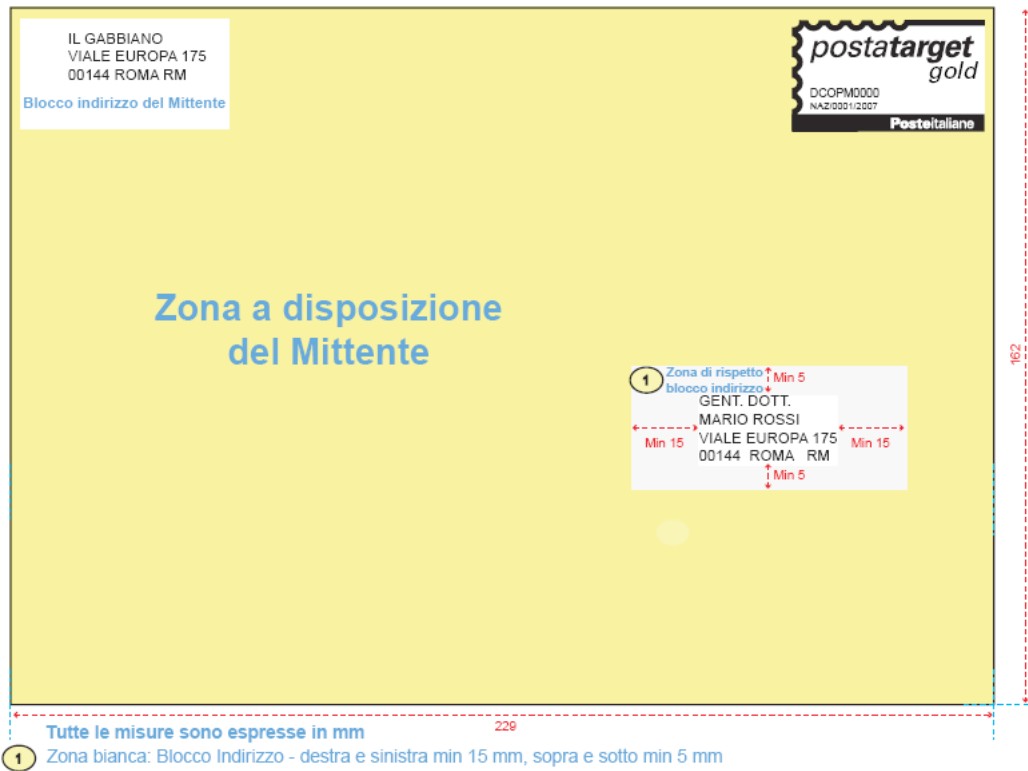 IL GABBIANO
VIALE EUROPA 175
00144 ROMA RM
Blocco indirizzo del Mittente
postatarget
gold
DCOPM0000
NAZ/0001/2007
Posteitaliane
Zona a disposizione
del Mittente
162
1
Zona di rispetto
blocco indirizzo
Min 5
GENT. DOTT.
MARIO ROSSI
VIALE EUROPA 175
00144 ROMA RM
Min 15
Min 15
Min 5
229
Tutte le misure sono espresse in mm
1 Zona bianca: Blocco Indirizzo - destra e sinistra min 15 mm, sopra e sotto min 5 mm